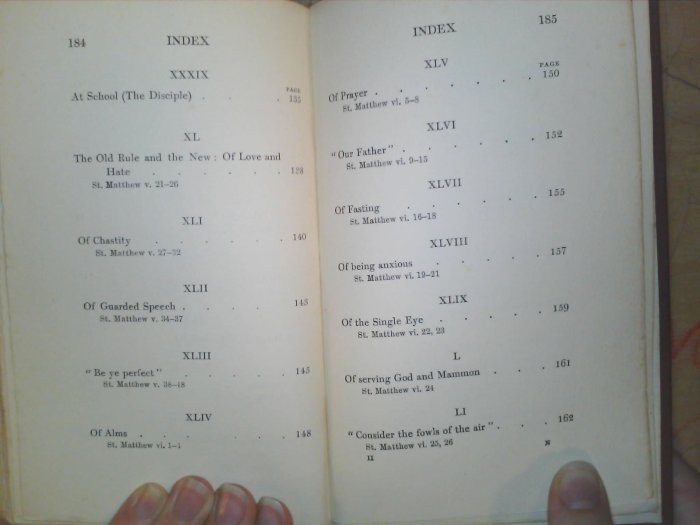 184
INDEX
XXXIX
PAGE
At School (The Disciple) . . . 135
XL
The Old Rule and the New : Of Love and
Hate . . . . . . 138
St. Matthew v. 21-26
XLI
Of Chastity . . . . . 140
St. Matthew v. 27-32
XLII
Of Guarded Speech . . . . 143
St. Matthew v. 34-37
XLIII
"Be ye perfect" . . . . . 145
St. Matthew v. 38-48
XLIV
Of Alms . . . . . 148
St. Matthew vi. 1-4
INDEX
185
XLV
PAGE
Of Prayer . . . . . . . 150
St. Matthew vi. 5-8
XLVI
"Our Father" . . . . . . 152
St. Matthew vi. 9-15
XLVII
Of Fasting . . . . . . 155
St. Matthew vi. 16-18
XLVIII
Of being anxious . . . . . 157
St. Matthew vi. 19-21
XLIX
Of the Single Eye . . . . . 159
St. Matthew vi. 22, 23
L
Of serving God and Mammon . . . 161
St. Matthew vi. 24
LI
"Consider the fowls of the air" . . . 162
St. Matthew vi. 25, 26
II N